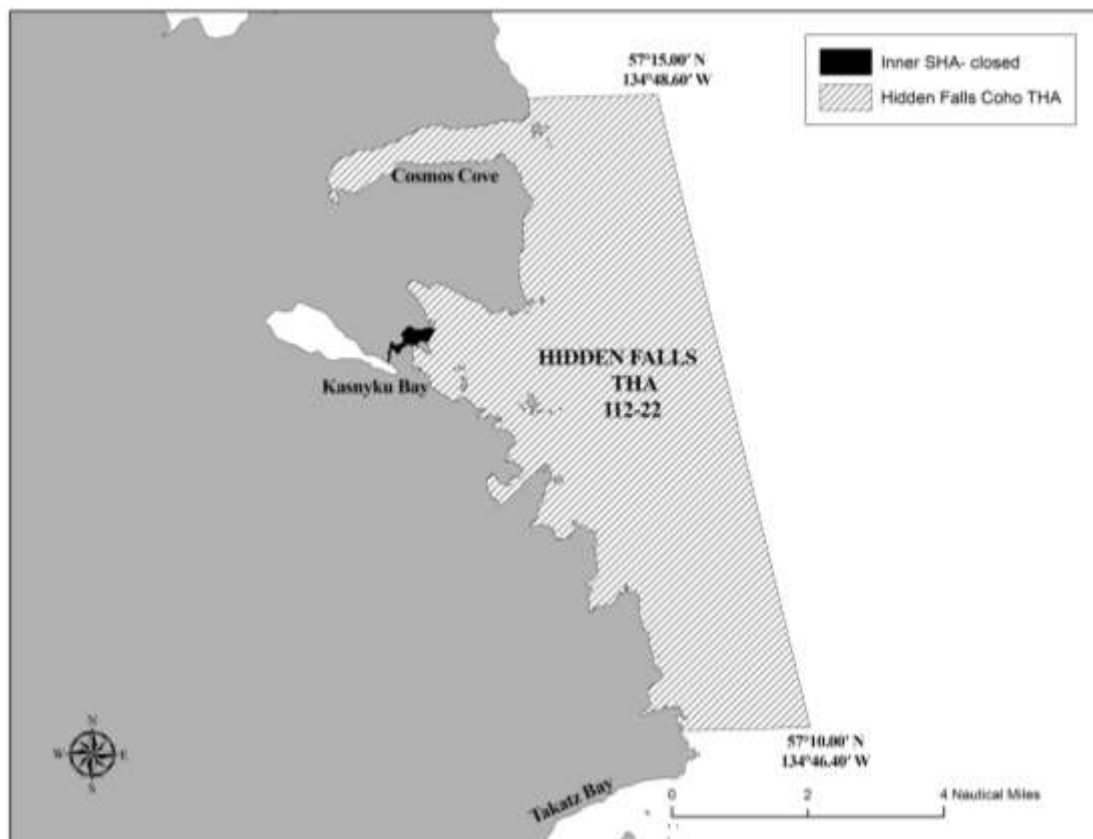 57°15.00' N
134°48.60' W
Inner SHA- closed
Hidden Falls Coho THA
Cosmos Cove
HIDDEN FALLS
THA
112-22
Kasnyku Bay
N
W
E
S
57°10.00' N
134°46.40' W
Takatz Bay
0
2
4 Nautical Miles